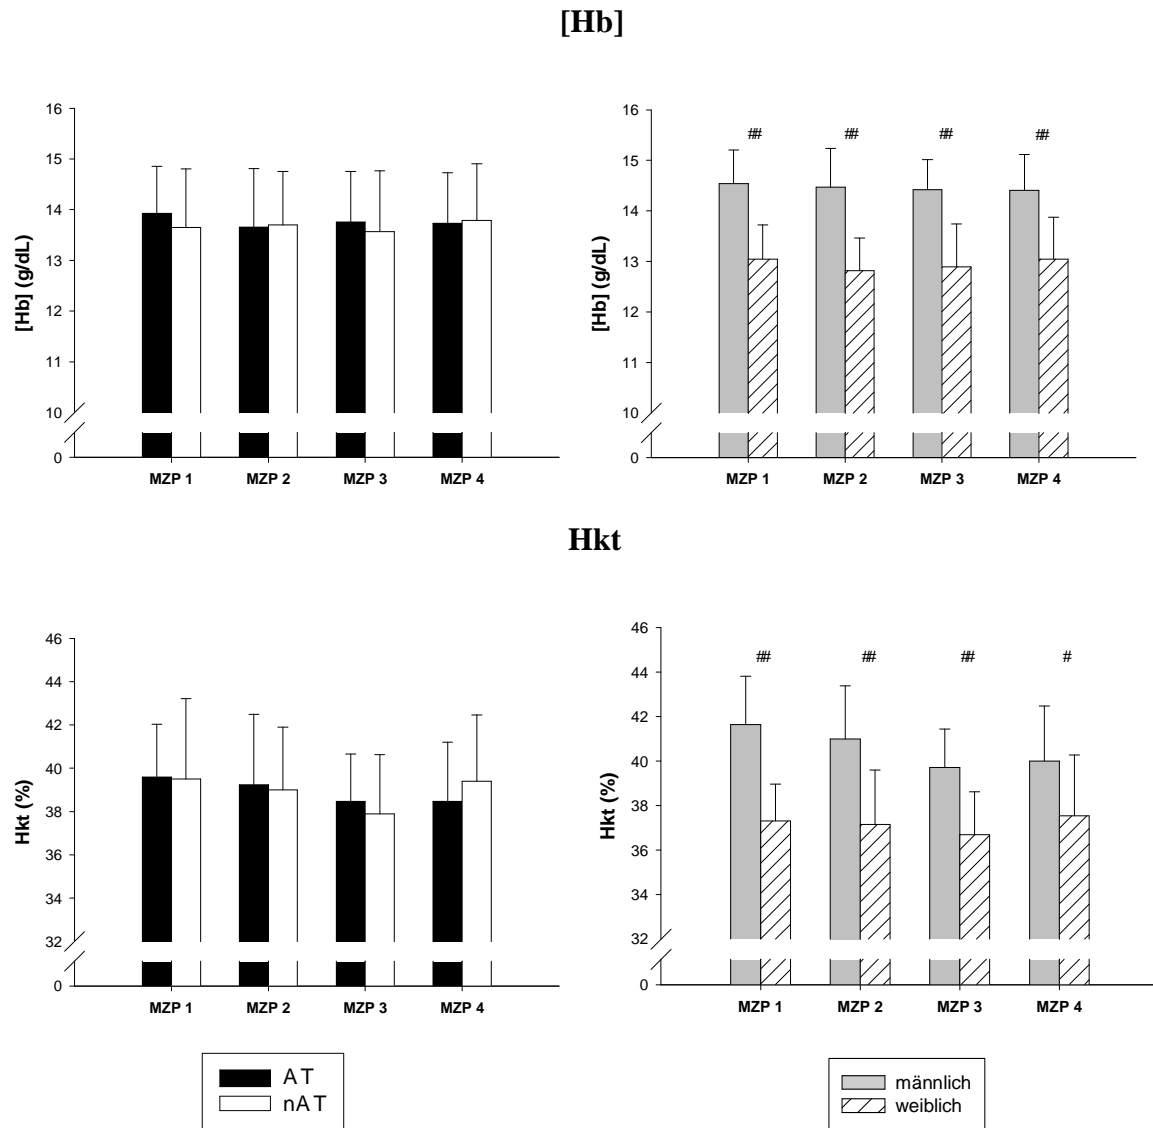 [Hb]
16
15
14
13
12
11
10
0
[Hb] (g/dL)
MZP 1 MZP 2 MZP 3 MZP 4
16
15
14
13
12
11
10
0
[Hb] (g/dL)
## ## ## ##
MZP 1 MZP 2 MZP 3 MZP 4
Hkt
46
44
42
40
38
36
34
32
0
Hkt (%)
MZP 1 MZP 2 MZP 3 MZP 4
46
44
42
40
38
36
34
32
0
Hkt (%)
## ## ## #
MZP 1 MZP 2 MZP 3 MZP 4
AT
nAT
männlich
weiblich